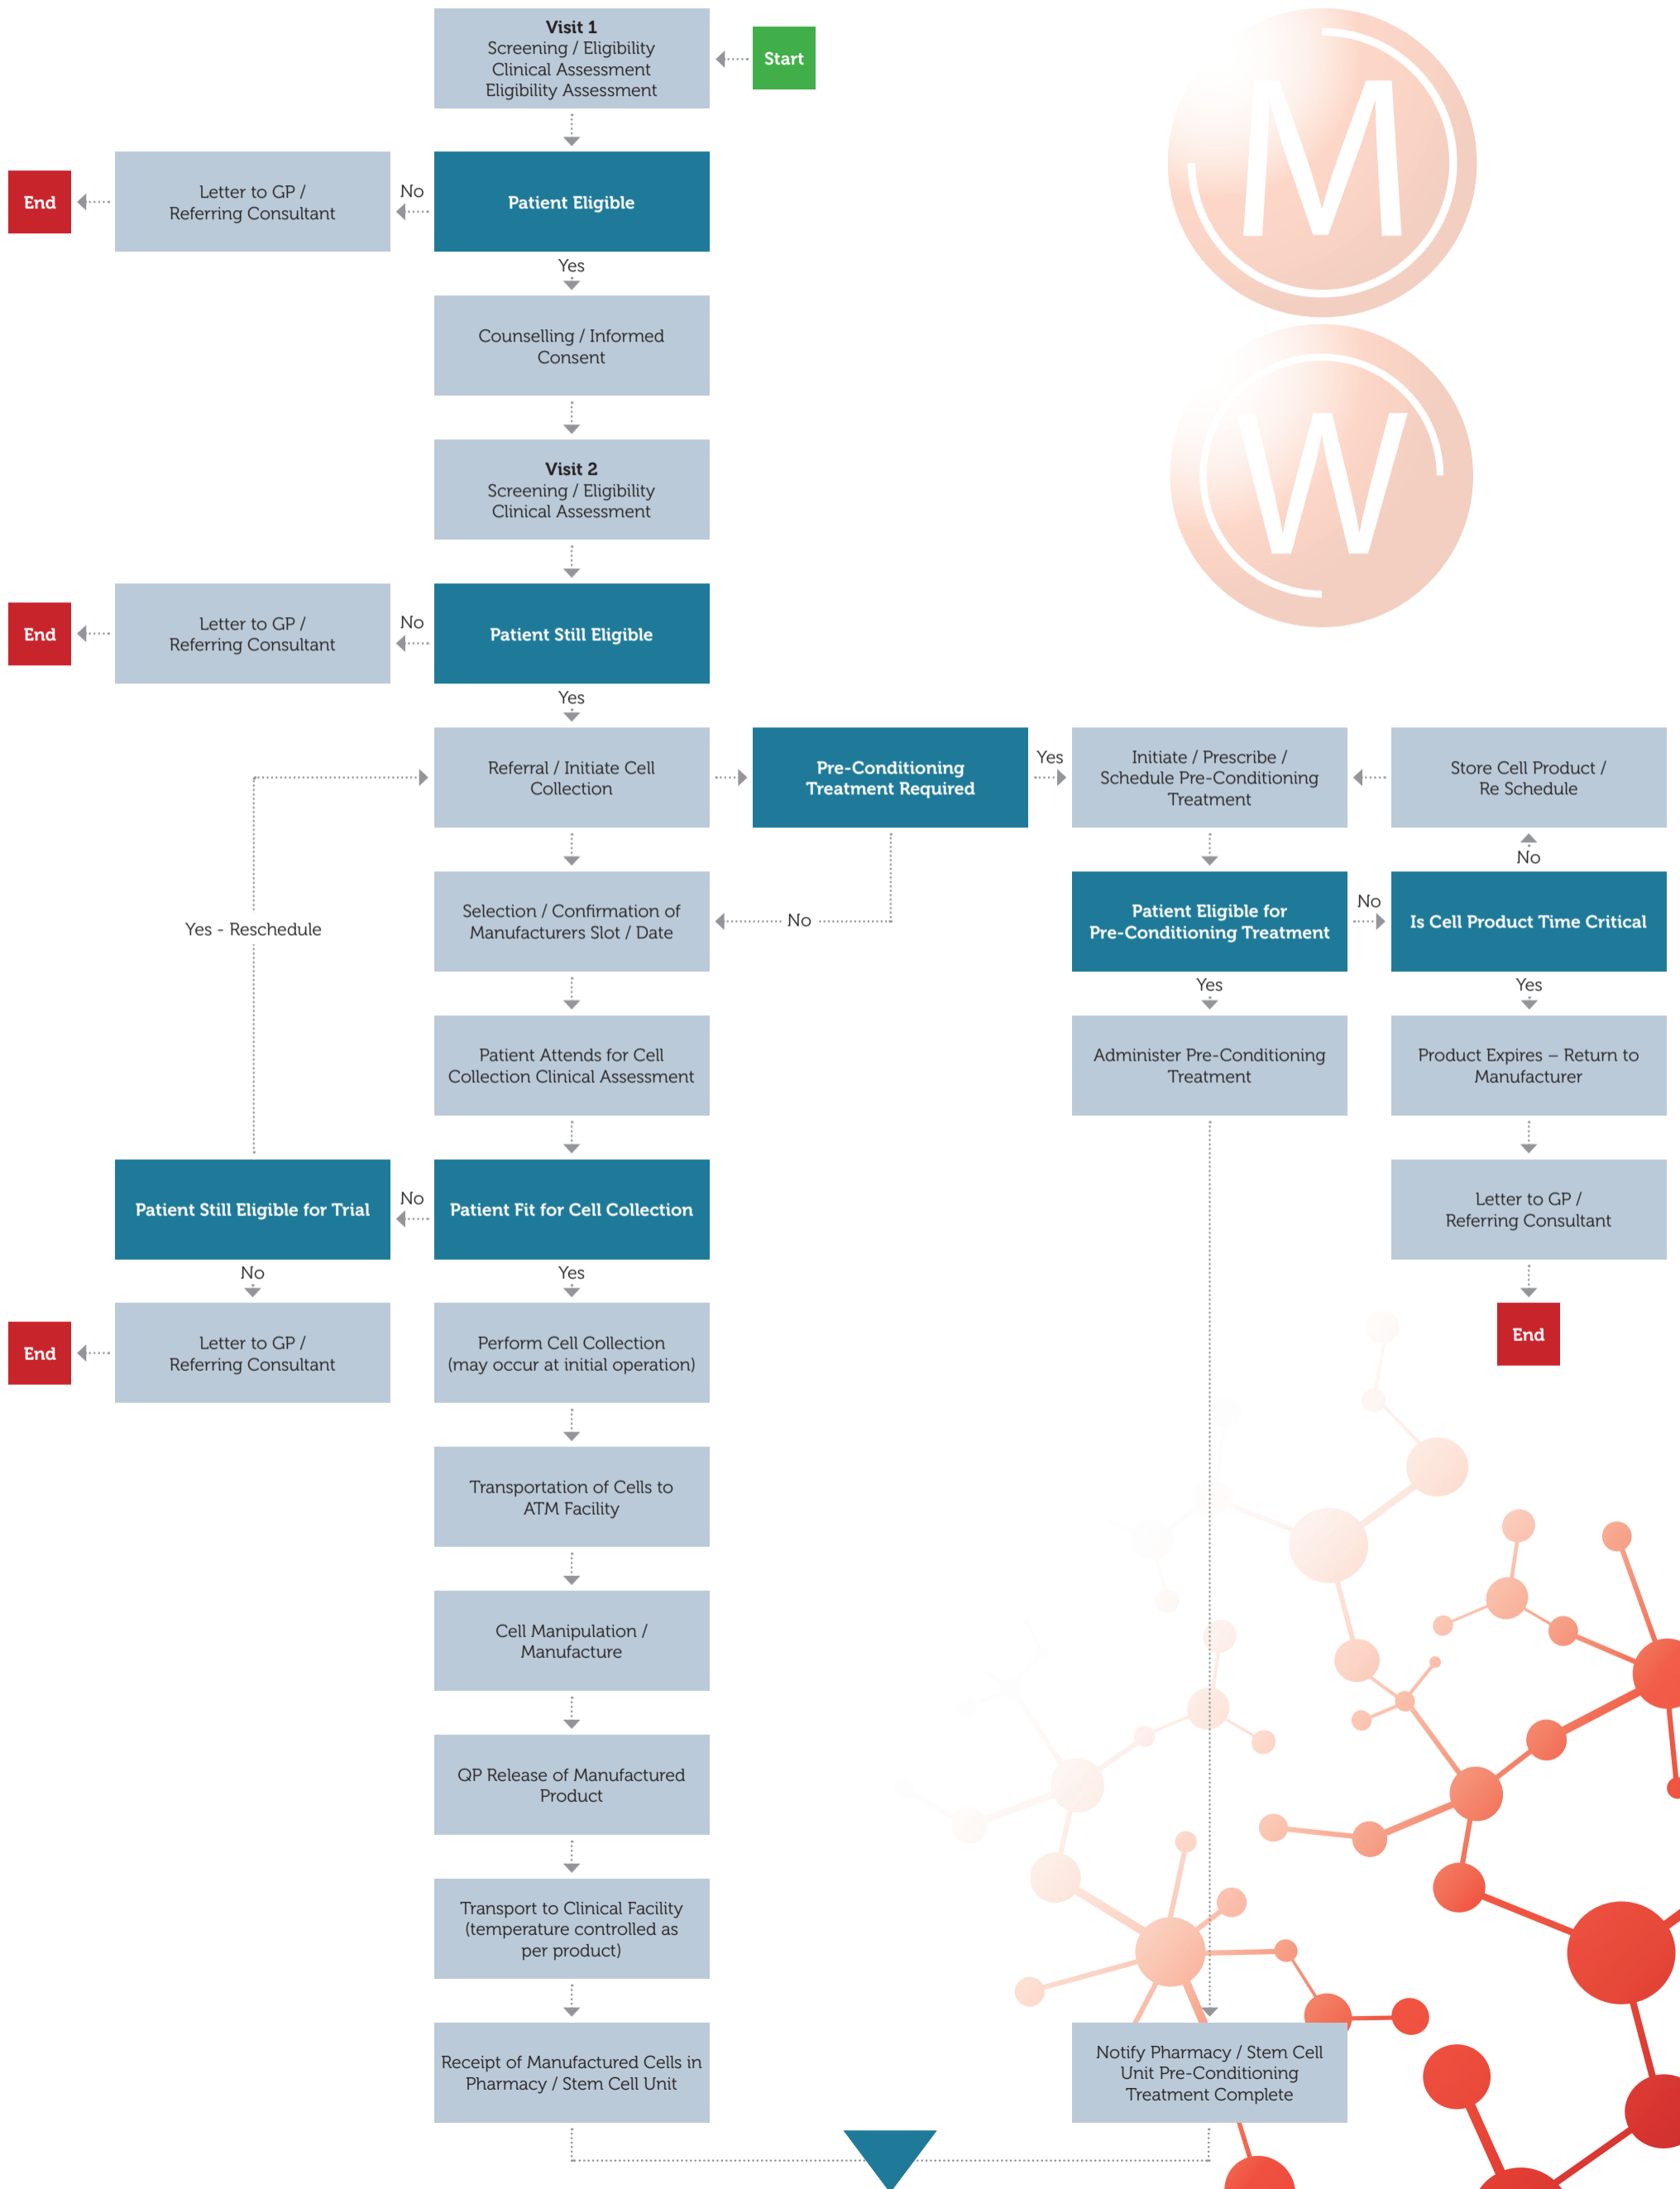 Visit 1
Screening / Eligibility
Clinical Assessment
Eligibility Assessment
Start
M
End
Letter to GP /
Referring Consultant
No
Patient Eligible
Yes
Counselling / Informed
Consent
W
Visit 2
Screening / Eligibility
Clinical Assessment
End
Letter to GP /
Referring Consultant
No
Patient Still Eligible
Yes
Referral / Initiate Cell
Collection
Pre-Conditioning
Treatment Required
Yes
Initiate / Prescribe /
Schedule Pre-Conditioning
Treatment
Store Cell Product /
Re Schedule
No
Yes - Reschedule
Selection / Confirmation of
Manufacturers Slot / Date
No
Patient Eligible for
Pre-Conditioning Treatment
No
Is Cell Product Time Critical
Yes
Yes
Patient Attends for Cell
Collection Clinical Assessment
Administer Pre-Conditioning
Treatment
Product Expires – Return to
Manufacturer
Patient Still Eligible for Trial
No
Patient Fit for Cell Collection
Letter to GP /
Referring Consultant
No
Yes
End
Letter to GP /
Referring Consultant
Perform Cell Collection
(may occur at initial operation)
End
Transportation of Cells to
ATM Facility
Cell Manipulation /
Manufacture
QP Release of Manufactured
Product
Transport to Clinical Facility
(temperature controlled as
per product)
Receipt of Manufactured Cells in
Pharmacy / Stem Cell Unit
Notify Pharmacy / Stem Cell
Unit Pre-Conditioning
Treatment Complete